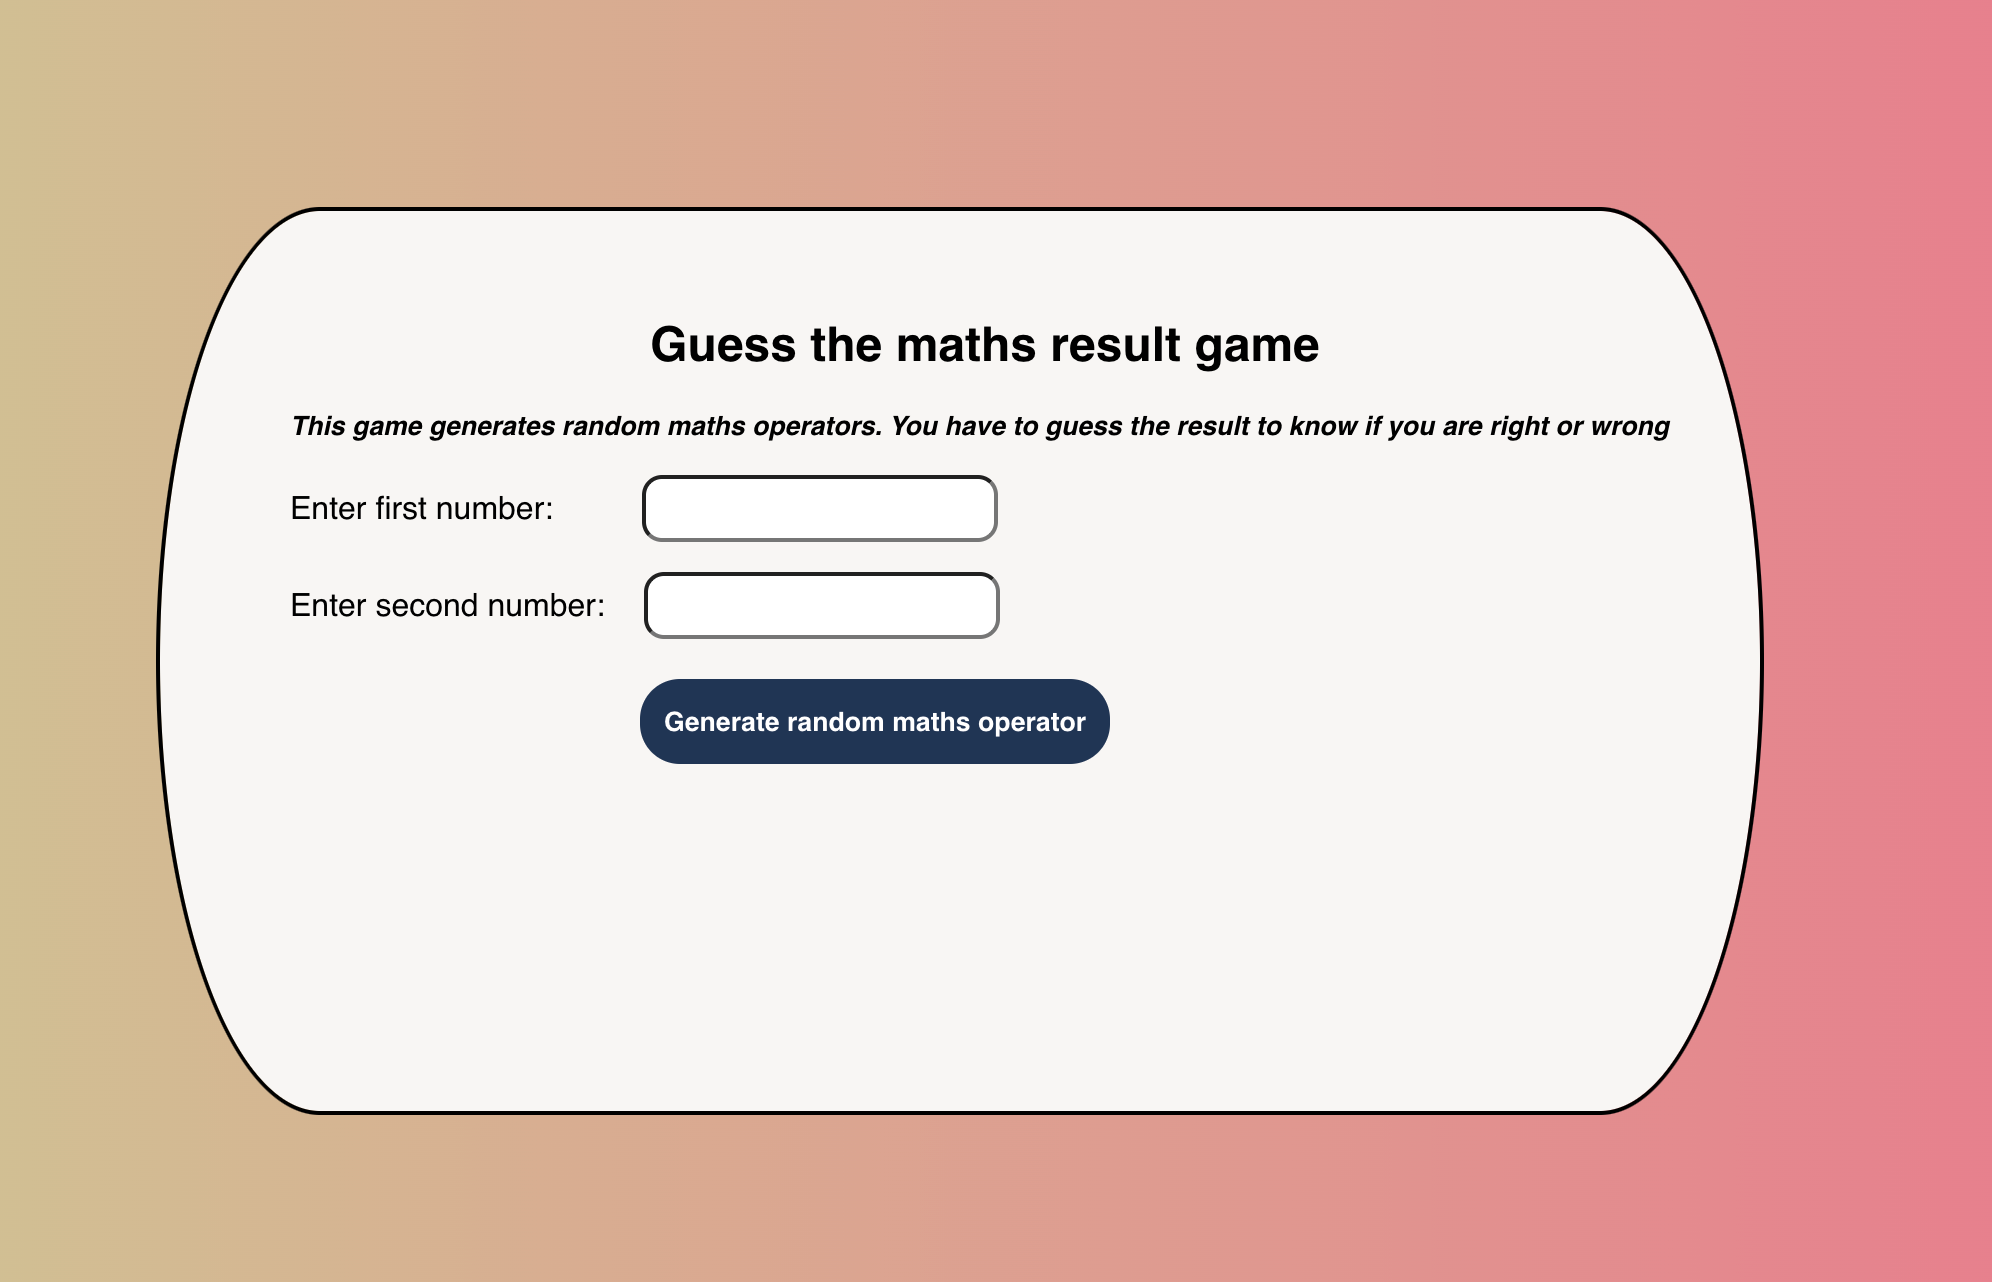 Guess the maths result game
This game generates random maths operators. You have to guess the result to know if you are right or wrong
Enter first number:
Enter second number:
Generate random maths operator